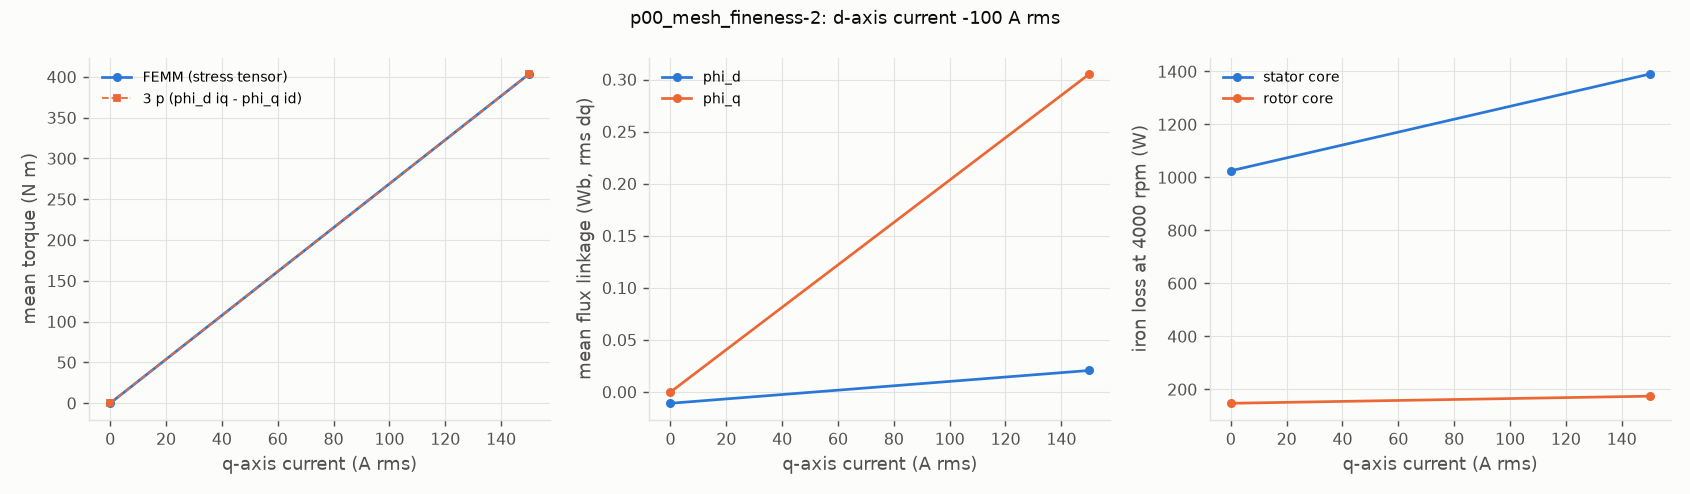 p00_mesh_fineness-2: d-axis current -100 A rms
FEMM (stress tensor)
3 p (phi_d iq - phi_q id)
400
350
300
250
200
150
100
50
0
mean torque (N m)
0 20 40 60 80 100 120 140
q-axis current (A rms)
phi_d
phi_q
0.30
0.25
0.20
0.15
0.10
0.05
0.00
mean flux linkage (Wb, rms dq)
0 20 40 60 80 100 120 140
q-axis current (A rms)
stator core
rotor core
1400
1200
1000
800
600
400
200
iron loss at 4000 rpm (W)
0 20 40 60 80 100 120 140
q-axis current (A rms)